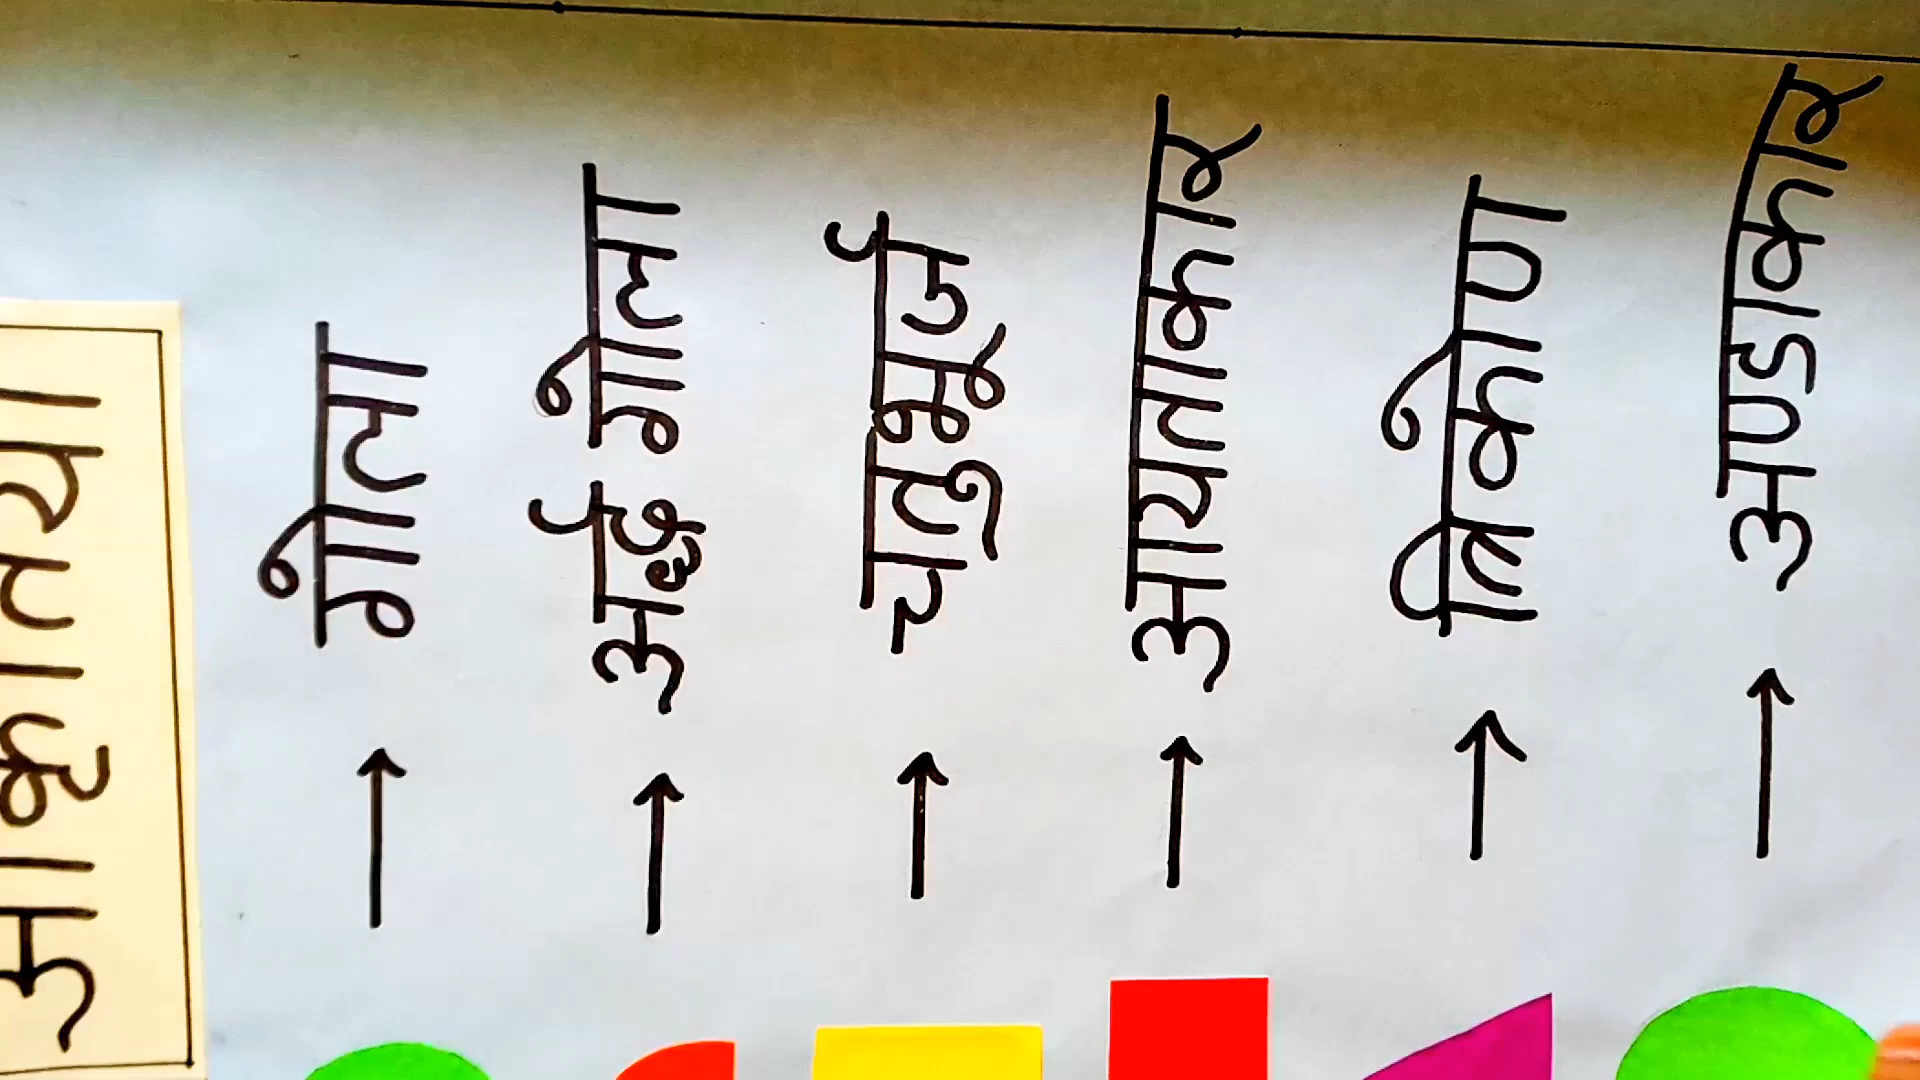 आकृतिया
गोला
अर्द्ध गोला
चतुभूर्ज
आयताकार
त्रिकोण
अण्डाकार